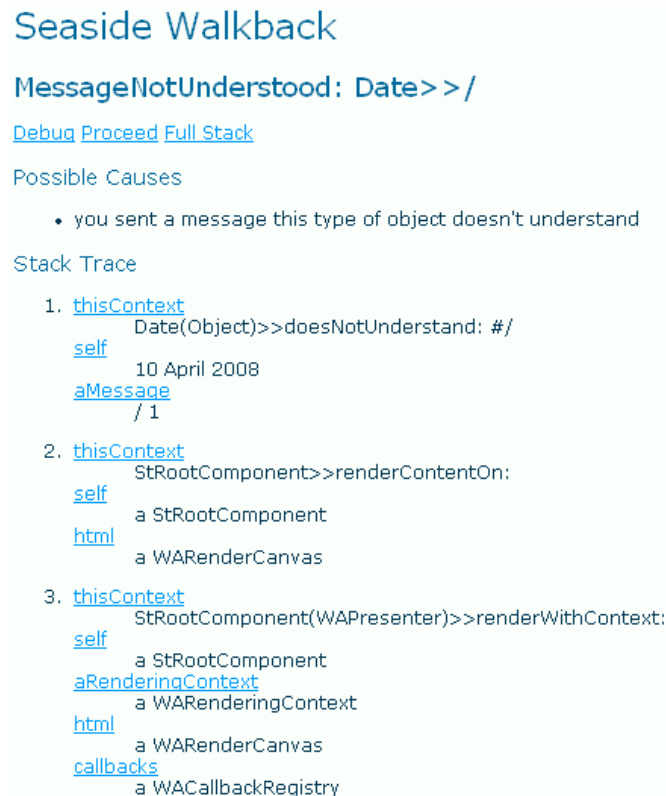 Seaside Walkback
MessageNotUnderstood: Date>>/
Debug Proceed Full Stack
Possible Causes
• you sent a message this type of object doesn't understand
Stack Trace
1. thisContext
Date(Object)>>doesNotUnderstand: #/
self
10 April 2008
aMessage
/ 1
2. thisContext
StRootComponent>>renderContentOn:
self
a StRootComponent
html
a WARenderCanvas
3. thisContext
StRootComponent(WAPresenter)>>renderWithContext:
self
a StRootComponent
aRenderingContext
a WARenderingContext
html
a WARenderCanvas
callbacks
a WACallbackRegistry